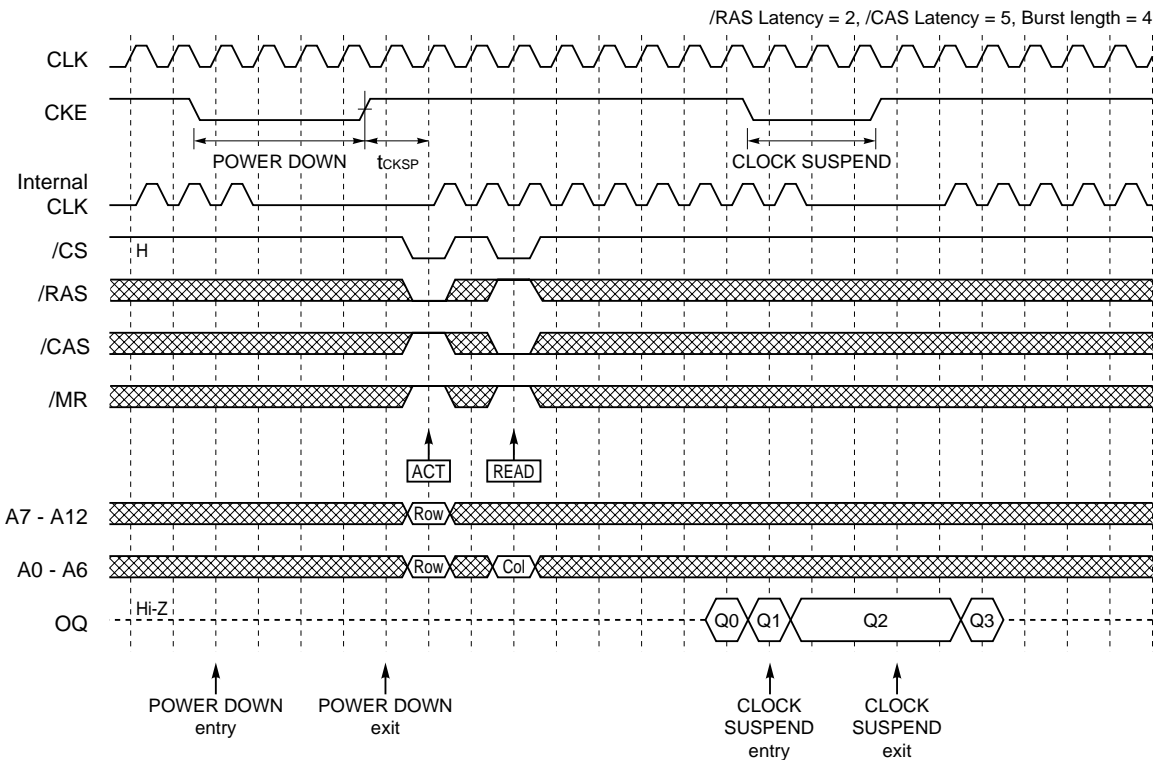 /RAS Latency = 2, /CAS Latency = 5, Burst length = 4
CLK
CKE
POWER DOWN
tCKSP
CLOCK SUSPEND
Internal
CLK
/CS
H
/RAS
/CAS
/MR
ACT
READ
A7 - A12
Row
A0 - A6
Row
Col
OQ
Hi-Z
Q0
Q1
Q2
Q3
POWER DOWN
entry
POWER DOWN
exit
CLOCK
SUSPEND
entry
CLOCK
SUSPEND
exit